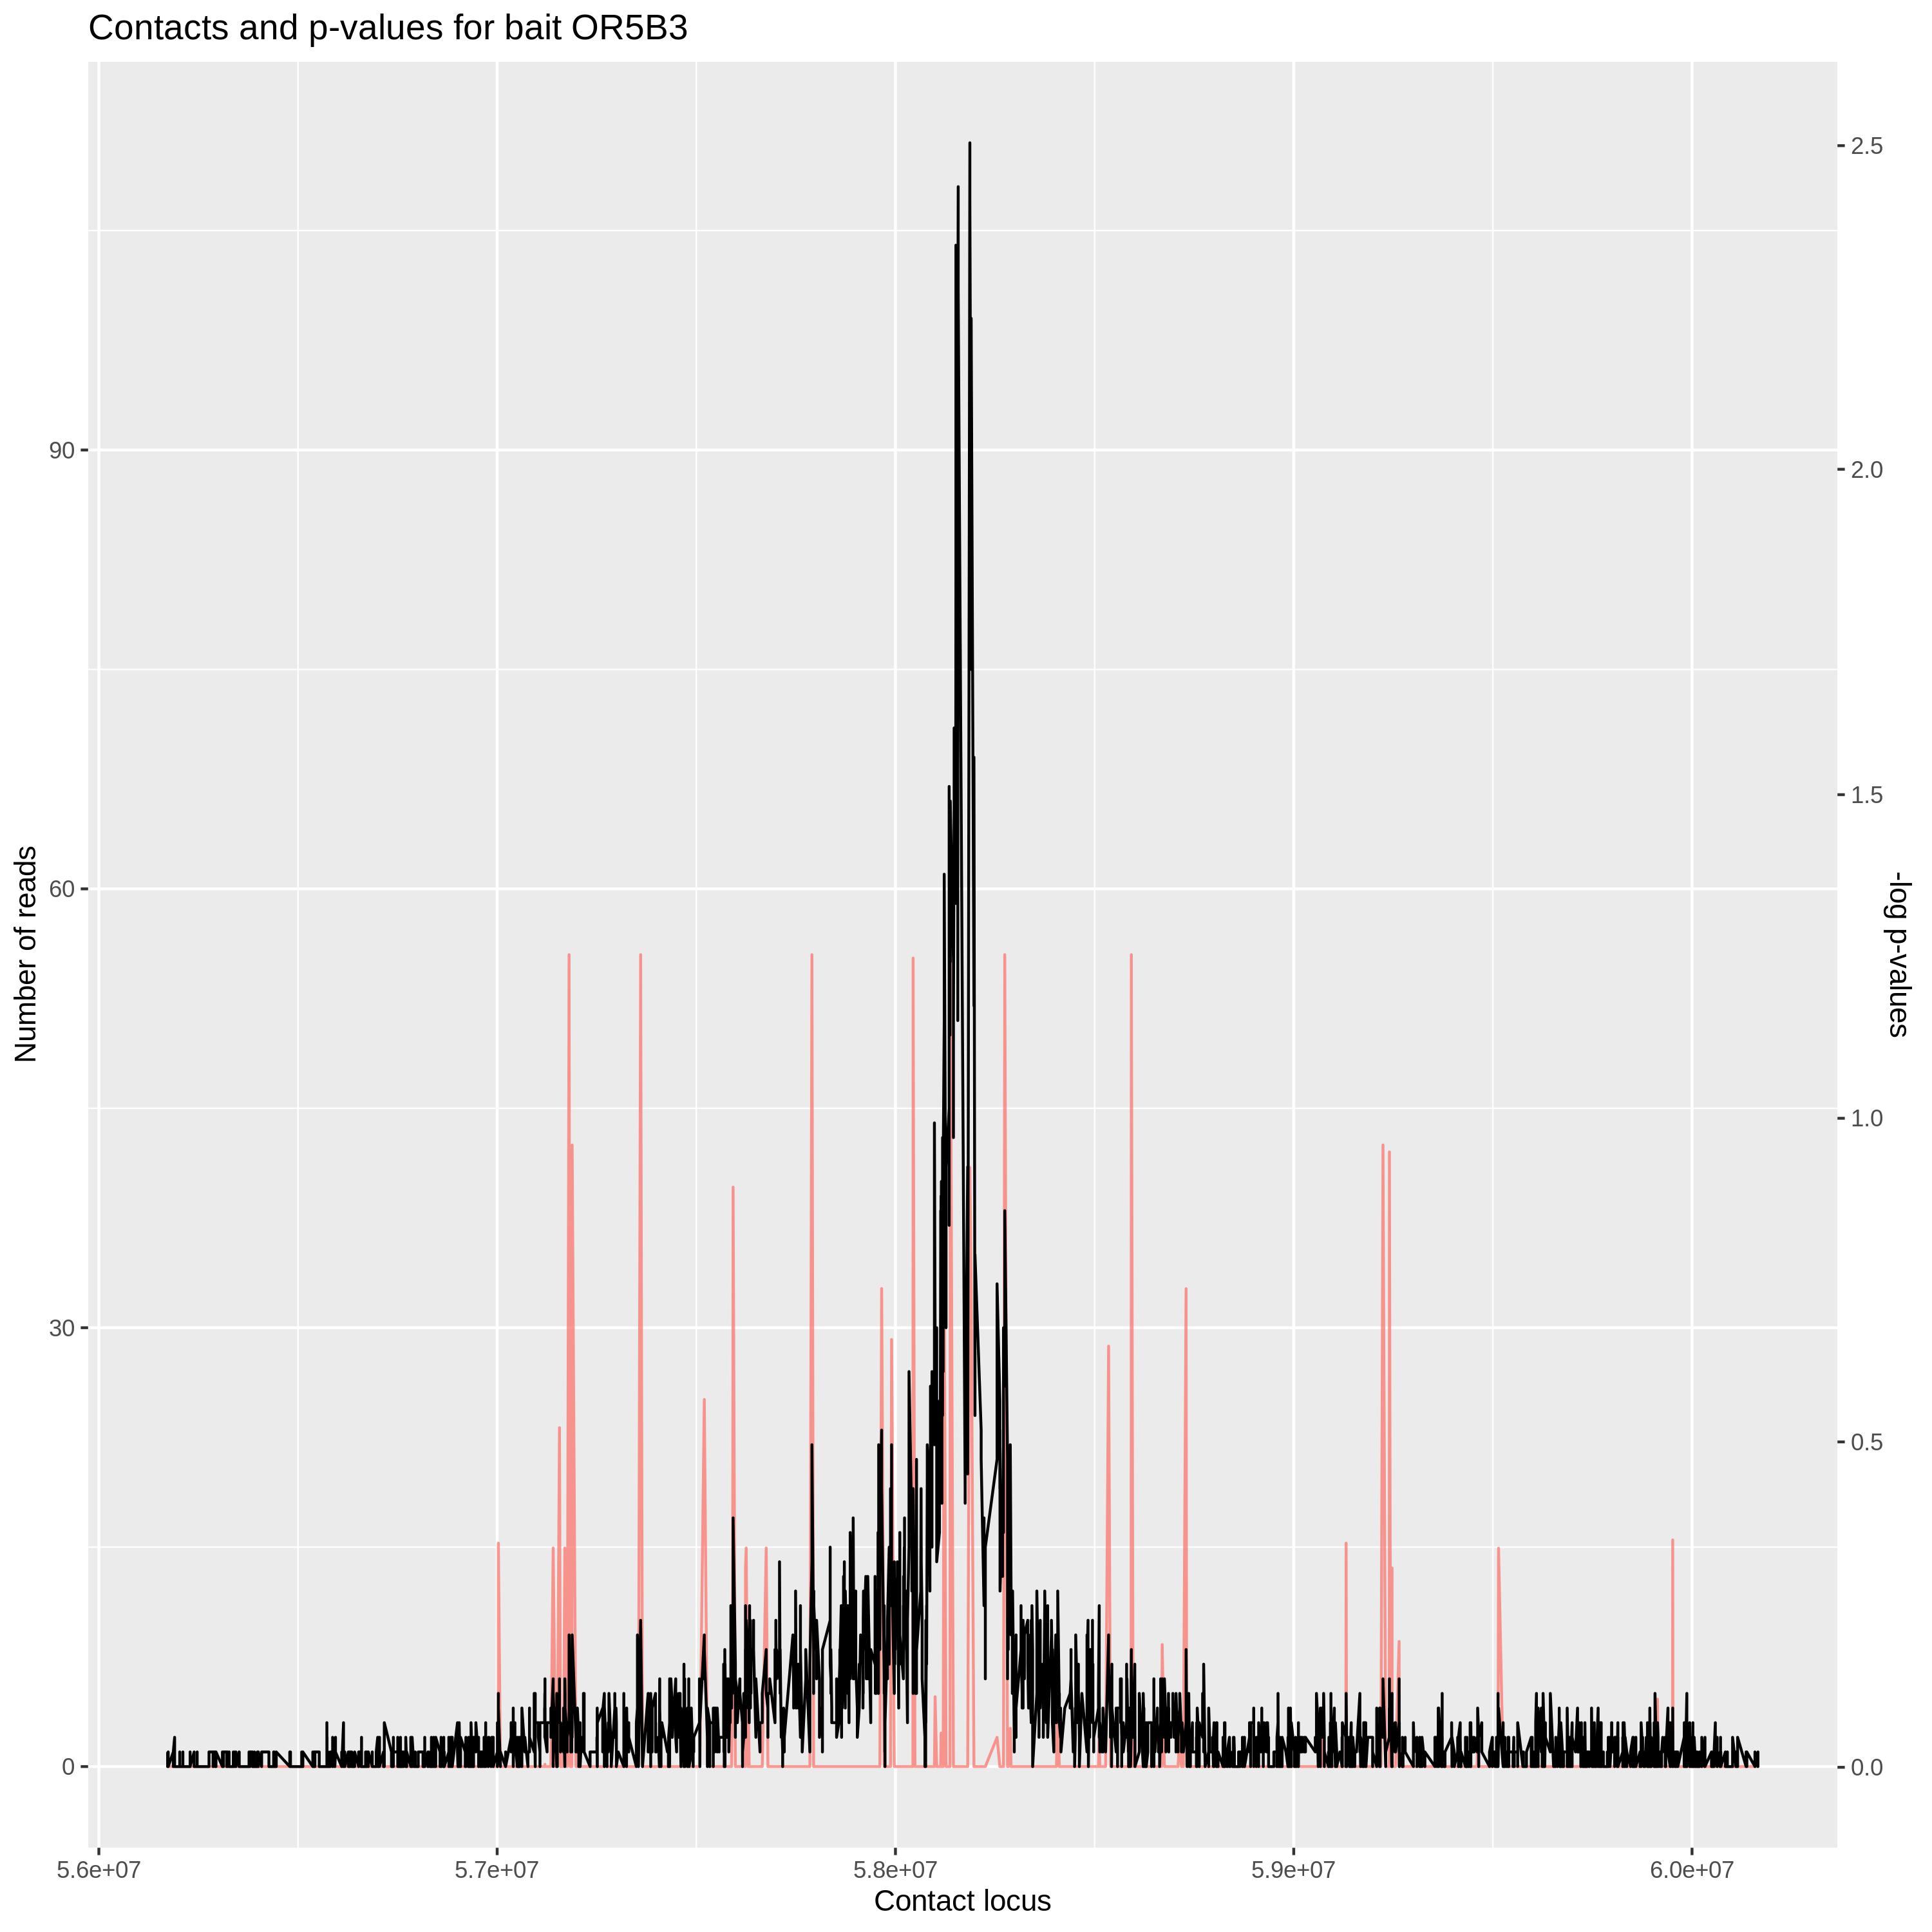 Contacts and p-values for bait OR5B3
Number of reads
90
60
30
0
2.5
2.0
1.5
1.0
0.5
0.0
-log p-values
5.6e+07 5.7e+07 5.8e+07 5.9e+07 6.0e+07
Contact locus